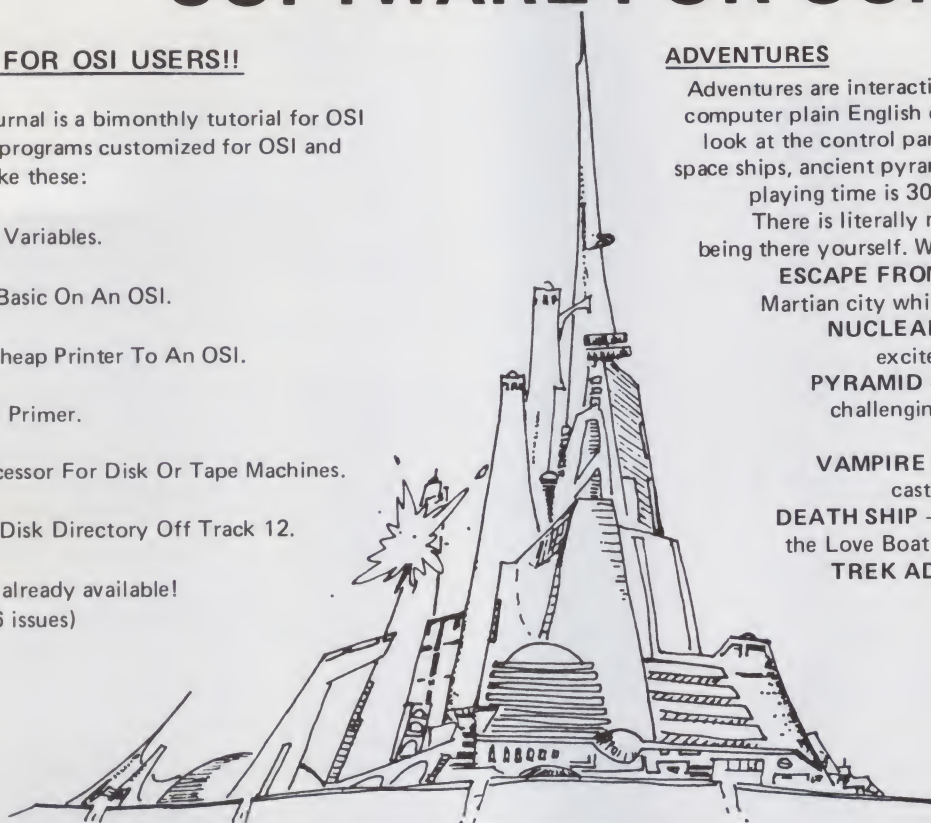 FOR OSI USERS!!
urnal is a bimonthly tutorial for OSI
programs customized for OSI and
ke these:
Variables.
Basic On An OSI.
heap Printer To An OSI.
Primer.
cessor For Disk Or Tape Machines.
Disk Directory Off Track 12.
already available!
6 issues)
ADVENTURES
Adventures are interacti
computer plain English c
look at the control pan
space ships, ancient pyra
playing time is 30
There is literally n
being there yourself. W
ESCAPE FROM
Martian city whi
NUCLEAR
excite
PYRAMID
challengin
VAMPIRE
cast
DEATH SHIP –
the Love Boat
TREK AD